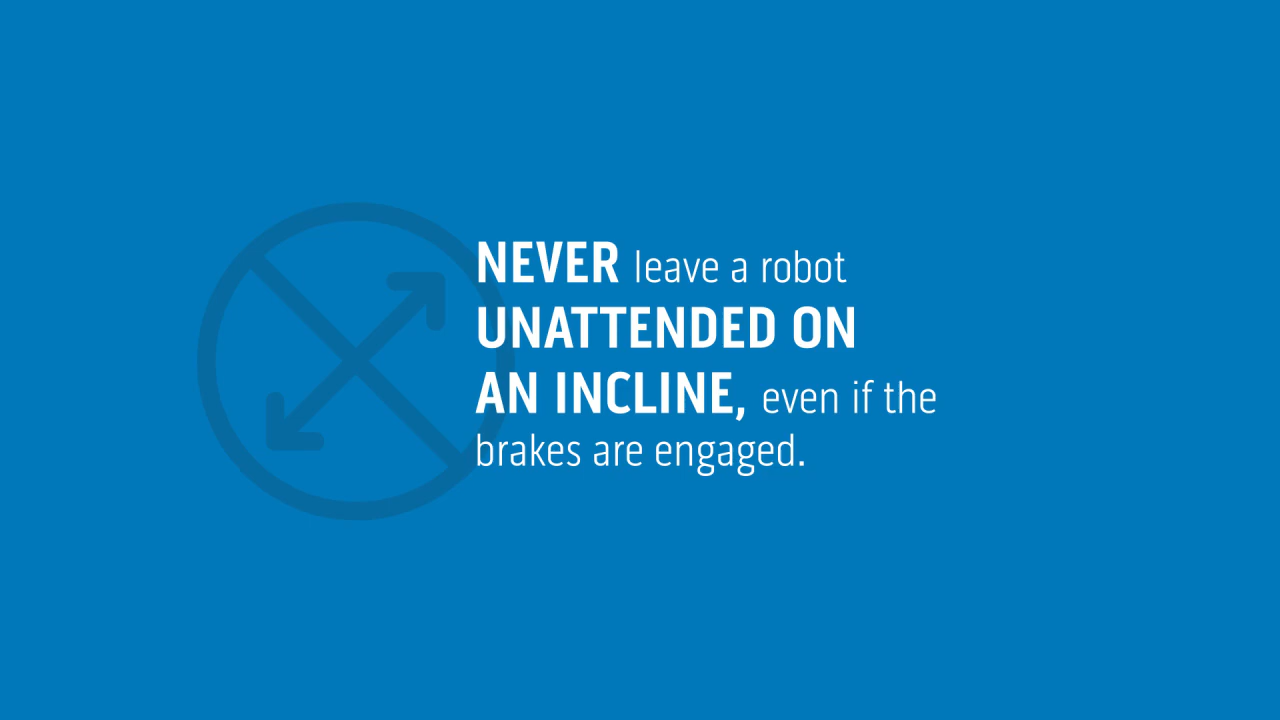 NEVER leave a robot
UNATTENDED ON
AN INCLINE, even if the
brakes are engaged.